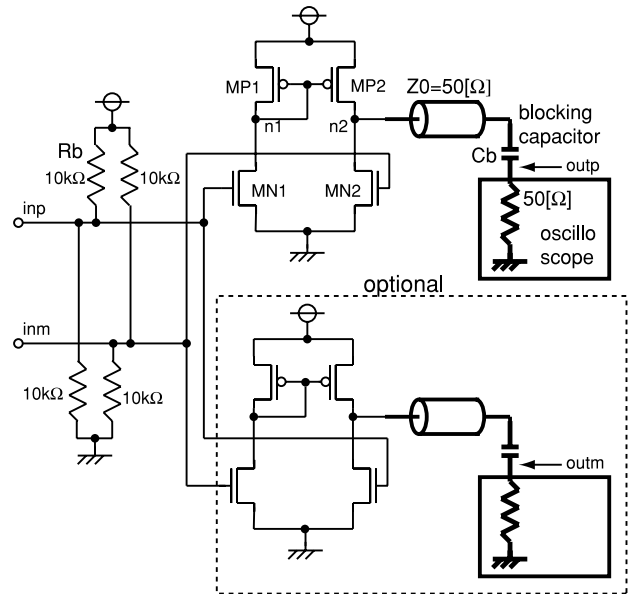 MP1
MP2
Z0=50[Ω]
blocking
capacitor
n1
n2
Cb
outp
Rb
10kΩ
10kΩ
MN1
MN2
50[Ω]
oscillo
scope
inp
optional
inm
10kΩ
10kΩ
outm